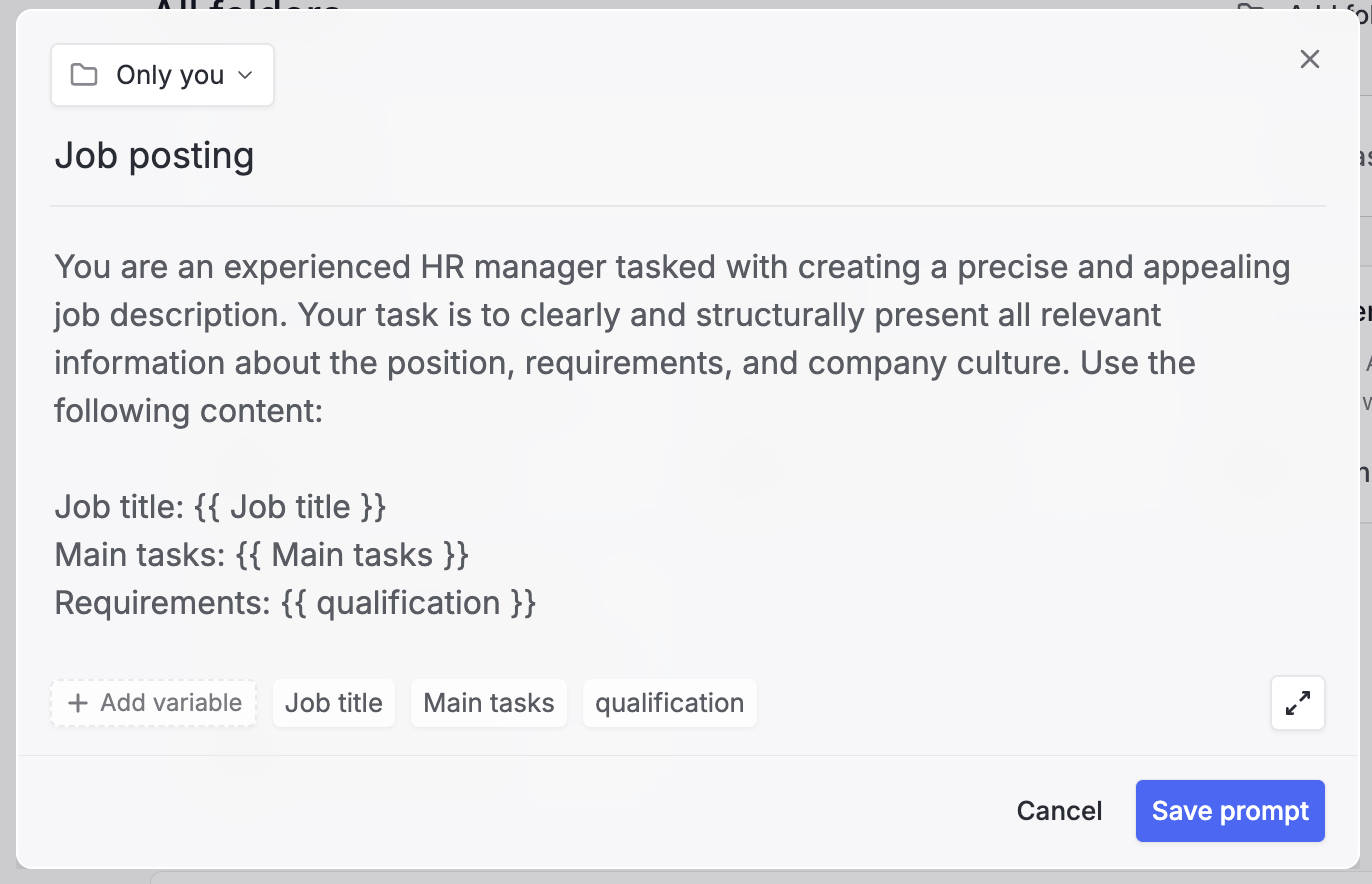 All folders
Only you
Job posting
You are an experienced HR manager tasked with creating a precise and appealing
job description. Your task is to clearly and structurally present all relevant
information about the position, requirements, and company culture. Use the
following content:
Job title: {{ Job title }}
Main tasks: {{ Main tasks }}
Requirements: {{ qualification }}
+ Add variable Job title Main tasks qualification
Cancel Save prompt